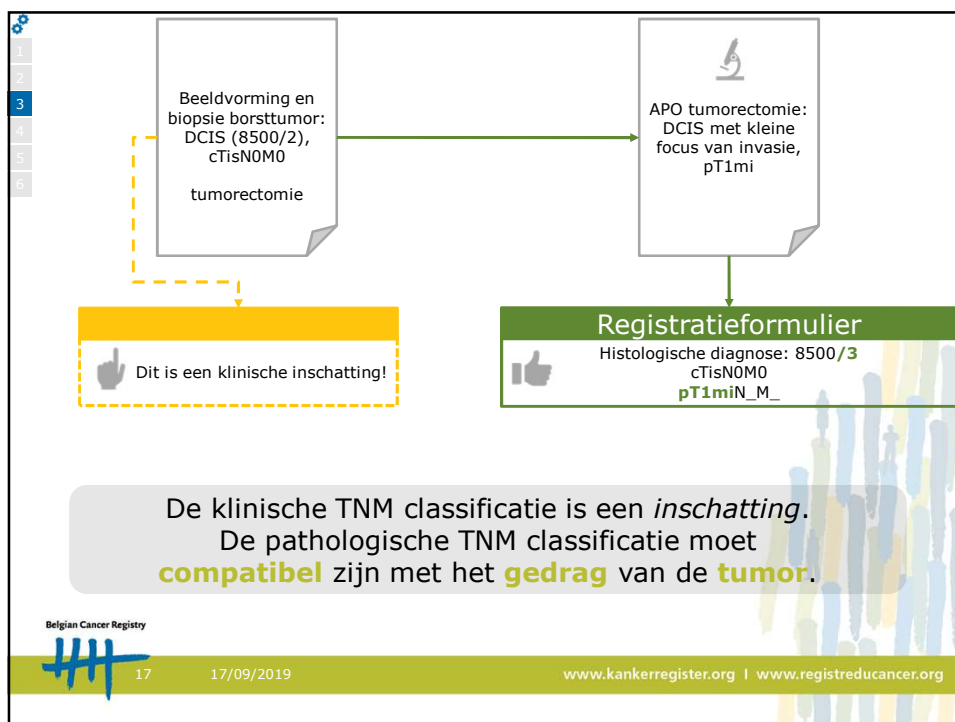 1
2
3
4
5
6
Beeldvorming en
biopsie borsttumor:
DCIS (8500/2),
cTisN0M0
tumorectomie
APO tumorectomie:
DCIS met kleine
focus van invasie,
pT1mi
Dit is een klinische inschatting!
Registratieformulier
Histologische diagnose: 8500/3
cTisN0M0
pT1miN_M_
De klinische TNM classificatie is een inschatting.
De pathologische TNM classificatie moet
compatibel zijn met het gedrag van de tumor.
Belgian Cancer Registry
17 17/09/2019 www.kankerregister.org I www.registreducancer.org